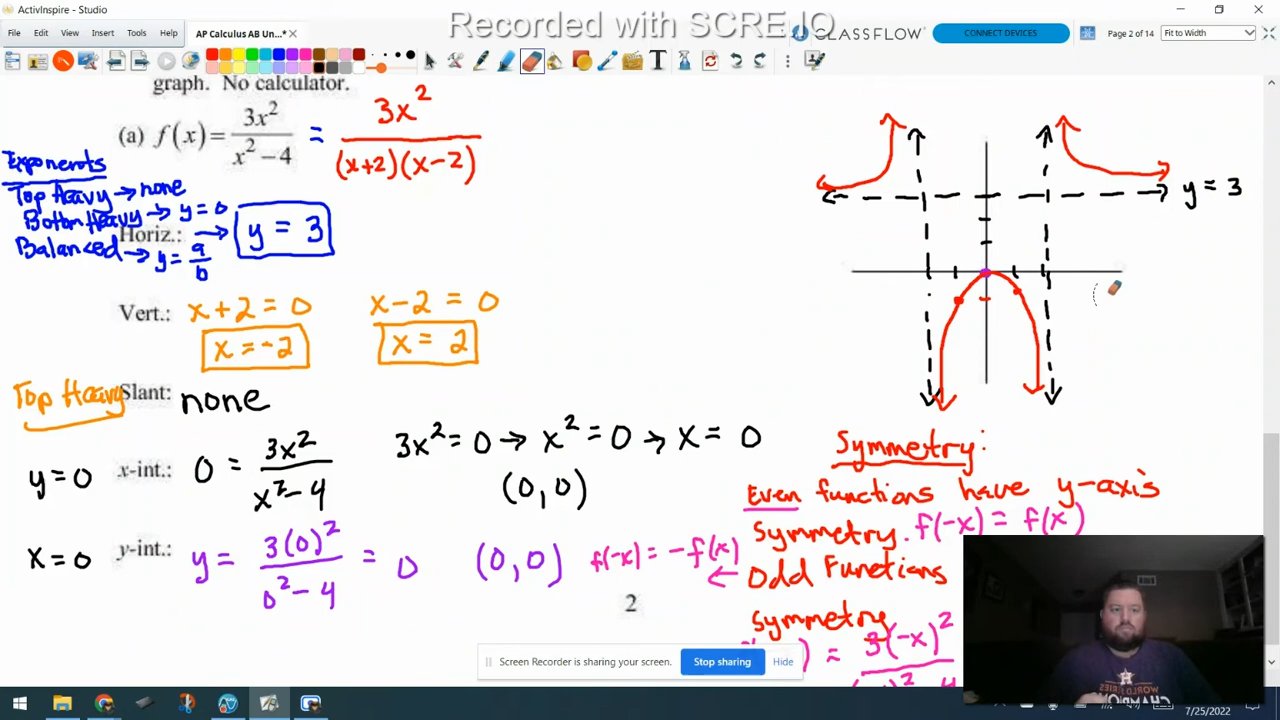 ActivInspire - Studio
Recorded with SCRE.IO
File Edit View Insert Tools Help
AP Calculus AB Un...*
CLASSFLOW
CONNECT DEVICES
Page 2 of 14
Fit to Width
graph. No calculator.
(a) f(x) = 3x² / x² − 4 = 3x² / (x+2)(x−2)
Exponents
Top Heavy → none
Bottom Heavy → y = 0
Horiz.: → y = 3
Balanced → y = a/b
Vert.: x + 2 = 0 x − 2 = 0
x = -2 x = 2
Top Heavy Slant: none
y = 0 x-int.: 0 = 3x² / x² − 4 3x² = 0 → x² = 0 → x = 0
(0,0)
x = 0 y-int.: y = 3(0)² / 0² − 4 = 0 (0,0)
2
y = 3
Symmetry:
Even functions have y-axis
Symmetry. f(-x) = f(x)
f(-x) = -f(x) ← Odd Functions
Symmetry
) = 3(-x)²
Screen Recorder is sharing your screen. Stop sharing Hide
CHAMPIONS
7/25/2022